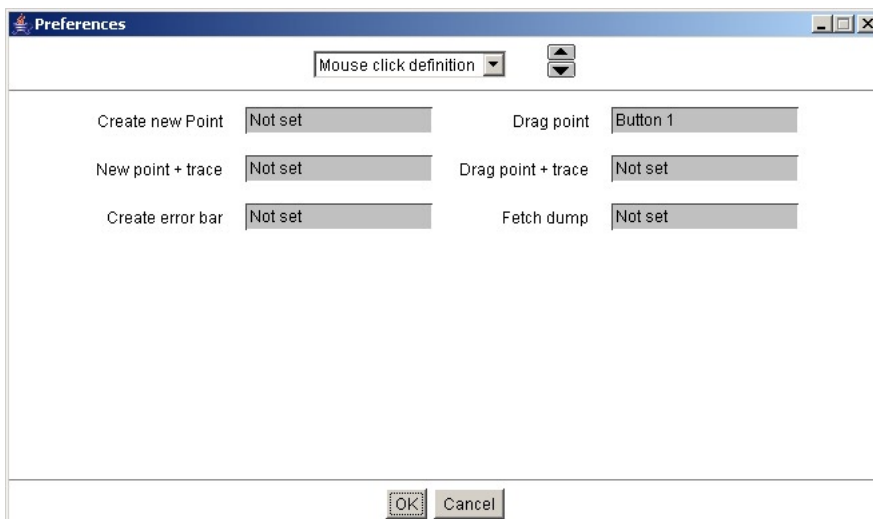 Preferences
Mouse click definition
Create new Point Not set Drag point Button 1
New point + trace Not set Drag point + trace Not set
Create error bar Not set Fetch dump Not set
OK Cancel